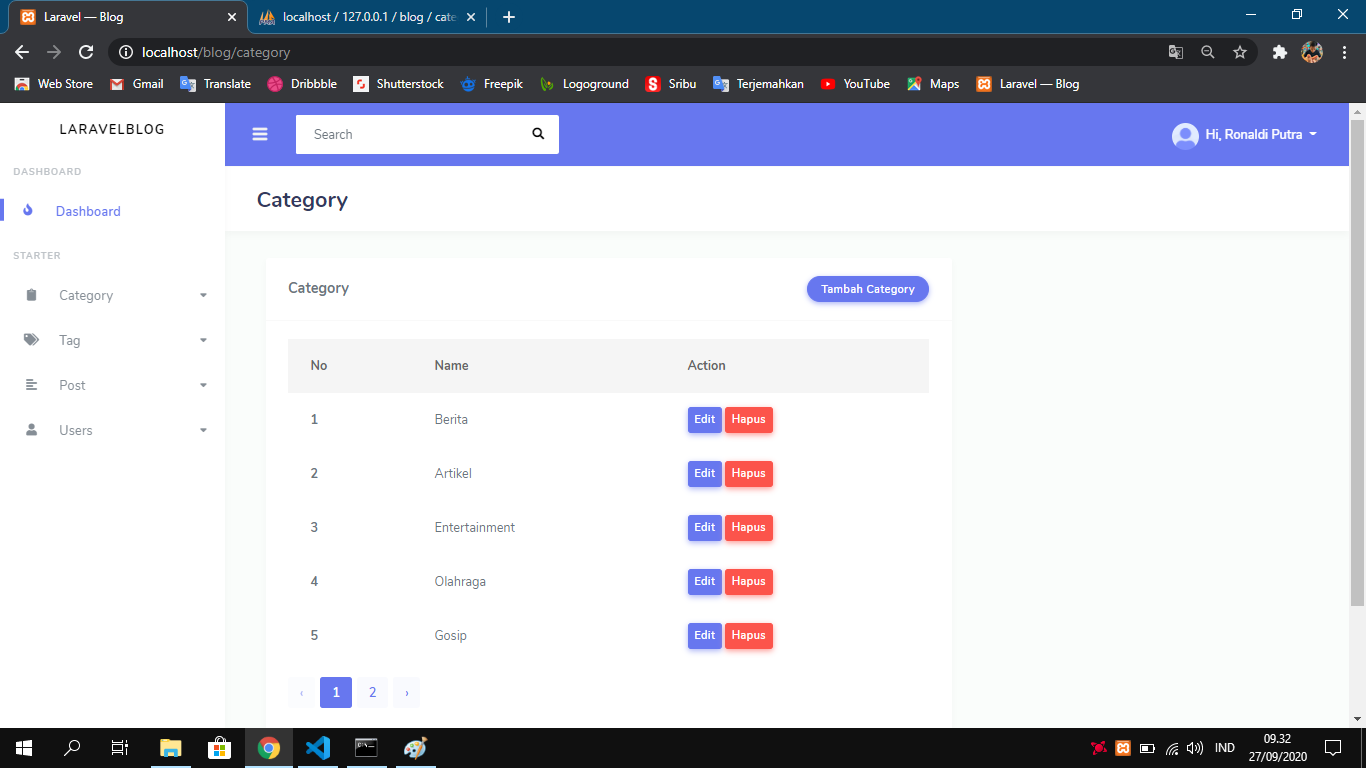 Laravel — Blog
localhost / 127.0.0.1 / blog / cate
localhost/blog/category
Web Store Gmail Translate Dribbble Shutterstock Freepik Logoground Sribu Terjemahkan YouTube Maps Laravel — Blog
LARAVELBLOG
Search
Hi, Ronaldi Putra
DASHBOARD
Dashboard
STARTER
Category
Tag
Post
Users
Category
Category
Tambah Category
No Name Action
1 Berita Edit Hapus
2 Artikel Edit Hapus
3 Entertainment Edit Hapus
4 Olahraga Edit Hapus
5 Gosip Edit Hapus
‹ 1 2 ›
IND
09.32
27/09/2020